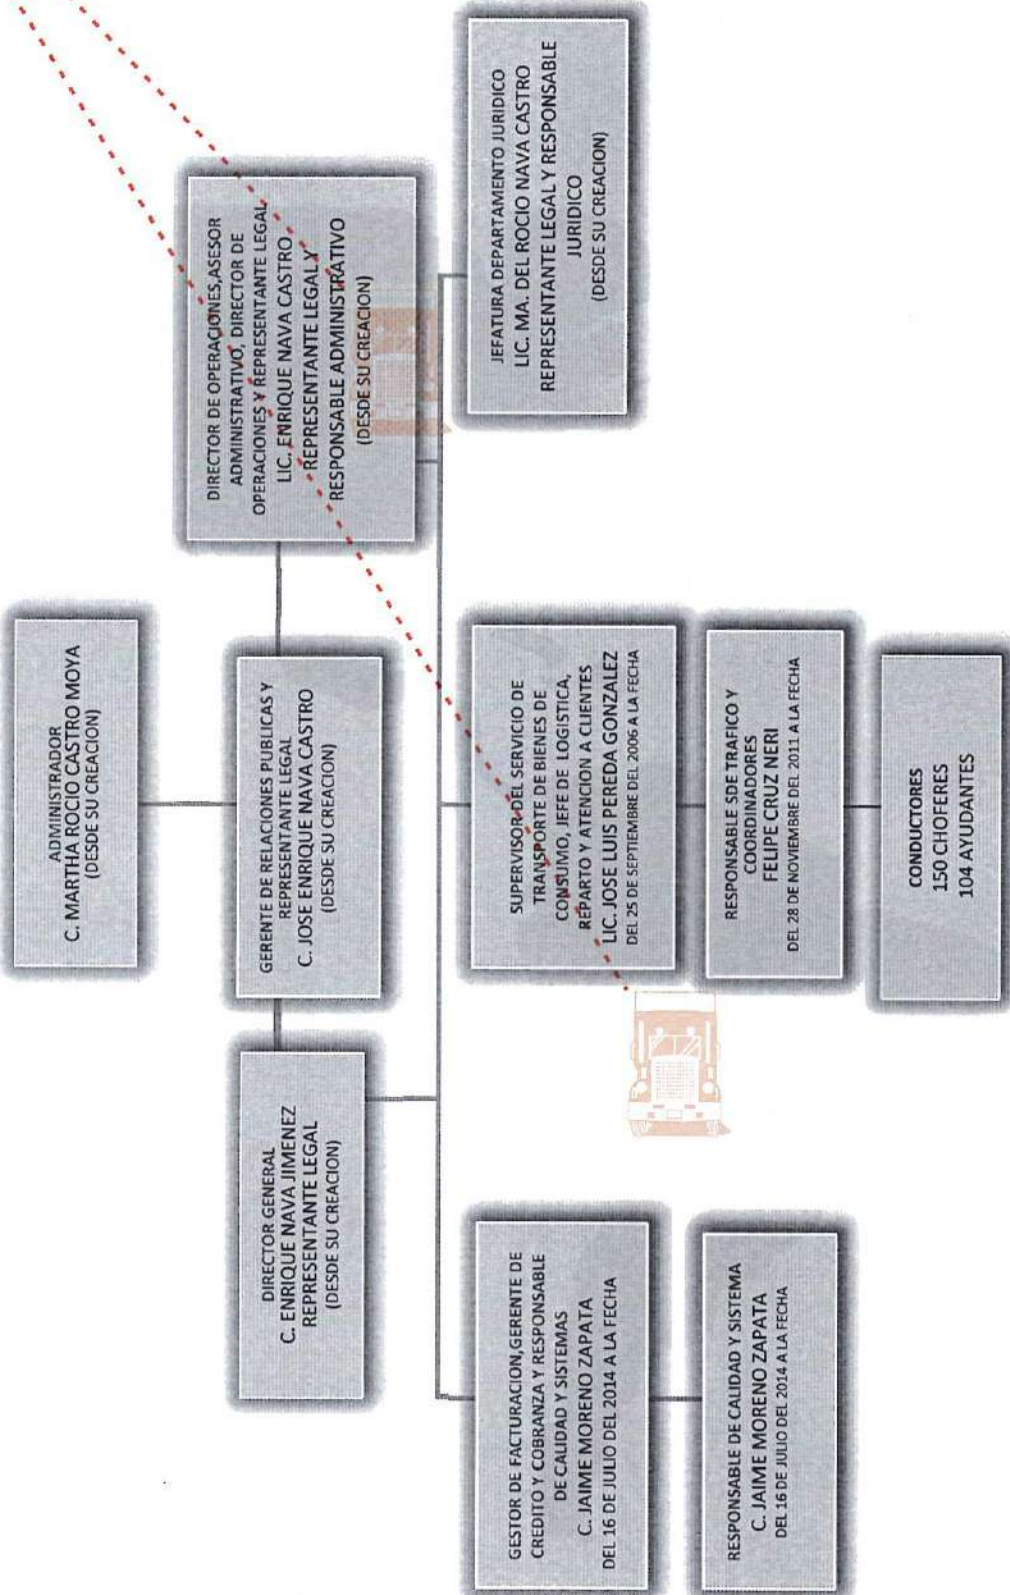 ADMINISTRADOR
C. MARTHA ROCIO CASTRO MOYA
(DESDE SU CREACION)
DIRECTOR GENERAL
C. ENRIQUE NAVA JIMENEZ
REPRESENTANTE LEGAL
(DESDE SU CREACION)
GERENTE DE RELACIONES PUBLICAS Y
REPRESENTANTE LEGAL
C. JOSE ENRIQUE NAVA CASTRO
(DESDE SU CREACION)
DIRECTOR DE OPERACIONES,ASESOR
ADMINISTRATIVO, DIRECTOR DE
OPERACIONES Y REPRESENTANTE LEGAL
LIC. ENRIQUE NAVA CASTRO
REPRESENTANTE LEGAL Y
RESPONSABLE ADMINISTRATIVO
(DESDE SU CREACION)
GESTOR DE FACTURACION,GERENTE DE
CREDITO Y COBRANZA Y RESPONSABLE
DE CALIDAD Y SISTEMAS
C. JAIME MORENO ZAPATA
DEL 16 DE JULIO DEL 2014 A LA FECHA
RESPONSABLE DE CALIDAD Y SISTEMA
C. JAIME MORENO ZAPATA
DEL 16 DE JULIO DEL 2014 A LA FECHA
SUPERVISOR DEL SERVICIO DE
TRANSPORTE DE BIENES DE
CONSUMO, JEFE DE LOGISTICA,
REPARTO Y ATENCION A CLIENTES
LIC. JOSE LUIS PEREDA GONZALEZ
DEL 25 DE SEPTIEMBRE DEL 2006 A LA FECHA
RESPONSABLE SDE TRAFICO Y
COORDINADORES
FELIPE CRUZ NERI
DEL 28 DE NOVIEMBRE DEL 2011 A LA FECHA
CONDUCTORES
150 CHOFERES
104 AYUDANTES
JEFATURA DEPARTAMENTO JURIDICO
LIC. MA. DEL ROCIO NAVA CASTRO
REPRESENTANTE LEGAL Y RESPONSABLE
JURIDICO
(DESDE SU CREACION)